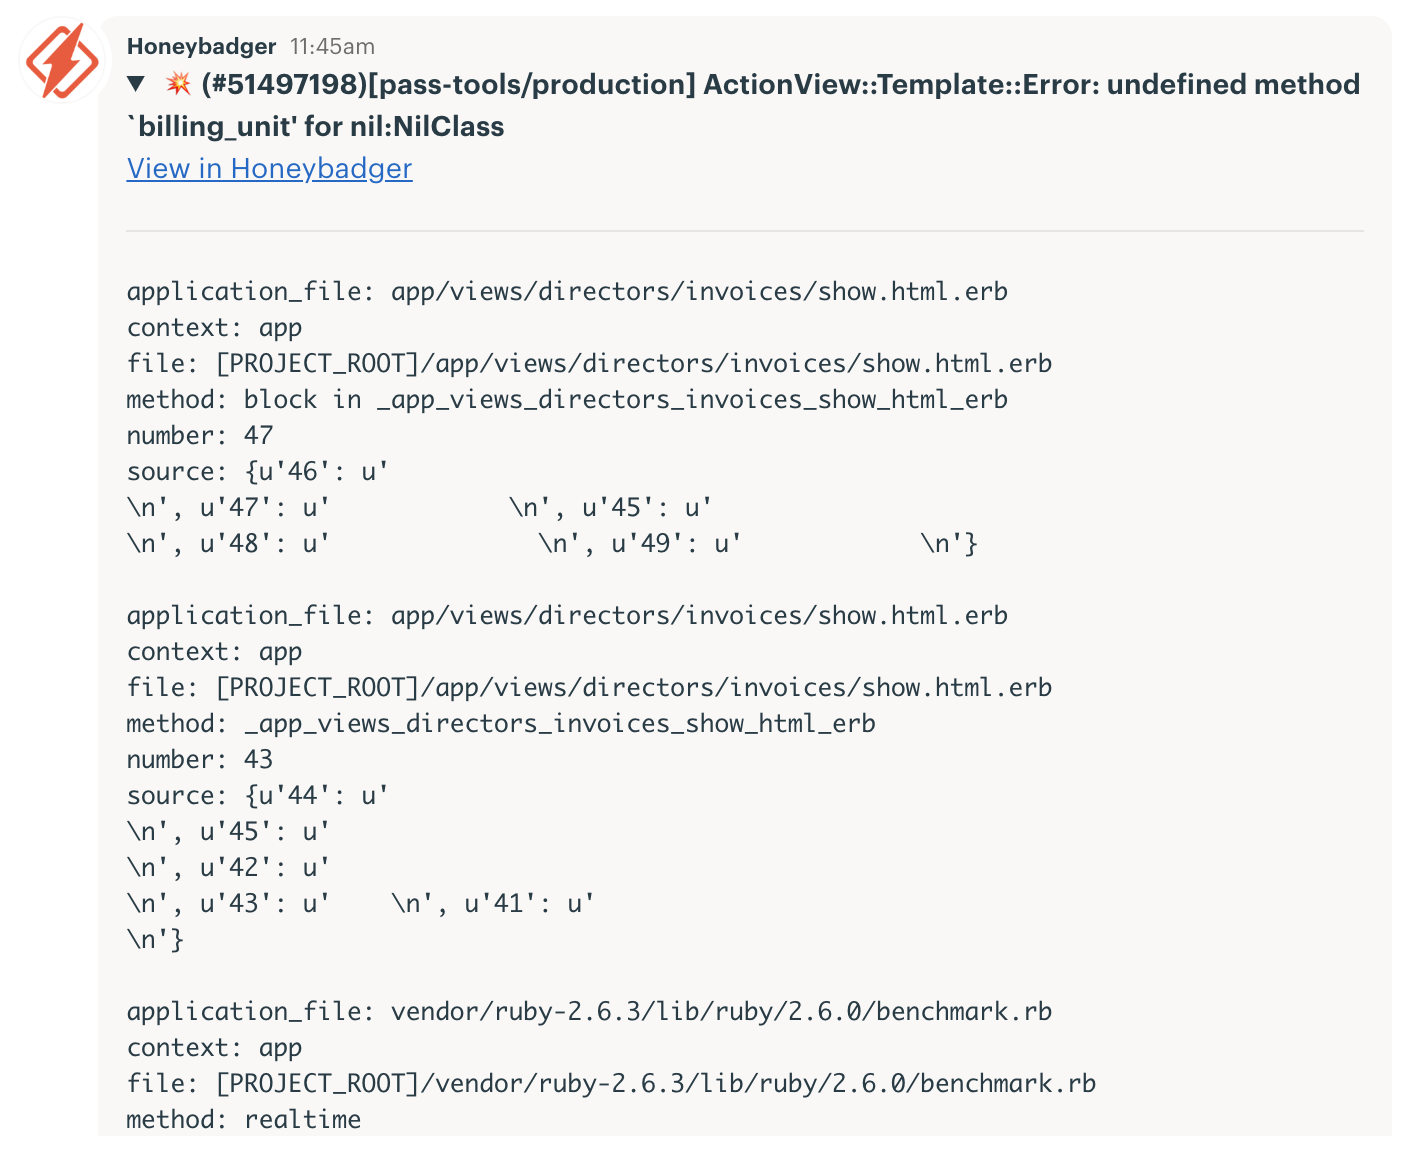 Honeybadger 11:45am
▼ 💥 (#51497198)[pass-tools/production] ActionView::Template::Error: undefined method
`billing_unit' for nil:NilClass
View in Honeybadger
application_file: app/views/directors/invoices/show.html.erb
context: app
file: [PROJECT_ROOT]/app/views/directors/invoices/show.html.erb
method: block in _app_views_directors_invoices_show_html_erb
number: 47
source: {u'46': u'
\n', u'47': u'            \n', u'45': u'
\n', u'48': u'              \n', u'49': u'            \n'}
application_file: app/views/directors/invoices/show.html.erb
context: app
file: [PROJECT_ROOT]/app/views/directors/invoices/show.html.erb
method: _app_views_directors_invoices_show_html_erb
number: 43
source: {u'44': u'
\n', u'45': u'
\n', u'42': u'
\n', u'43': u'    \n', u'41': u'
\n'}
application_file: vendor/ruby-2.6.3/lib/ruby/2.6.0/benchmark.rb
context: app
file: [PROJECT_ROOT]/vendor/ruby-2.6.3/lib/ruby/2.6.0/benchmark.rb
method: realtime